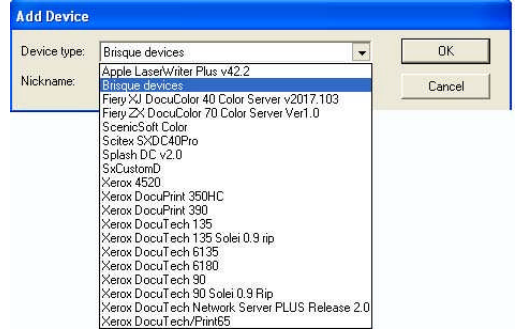 Add Device
Device type: Brisque devices OK
Nickname: Cancel
Apple LaserWriter Plus v42.2
Brisque devices
Fiery XJ DocuColor 40 Color Server v2017.103
Fiery ZX DocuColor 70 Color Server Ver1.0
ScenicSoft Color
Scitex SXDC40Pro
Splash DC v2.0
SxCustomD
Xerox 4520
Xerox DocuPrint 350HC
Xerox DocuPrint 390
Xerox DocuTech 135
Xerox DocuTech 135 Solei 0.9 rip
Xerox DocuTech 6135
Xerox DocuTech 6180
Xerox DocuTech 90
Xerox DocuTech 90 Solei 0.9 Rip
Xerox DocuTech Network Server PLUS Release 2.0
Xerox DocuTech/Print65